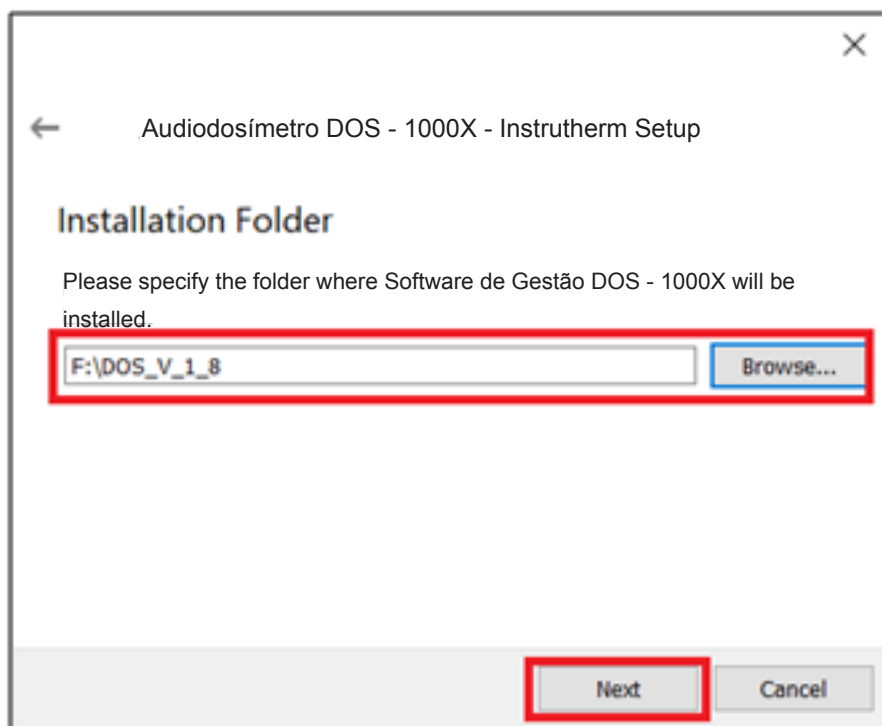 Audiodosímetro DOS - 1000X - Instrutherm Setup
Installation Folder
Please specify the folder where Software de Gestão DOS - 1000X will be
installed.
F:\DOS_V_1_8
Browse...
Next
Cancel